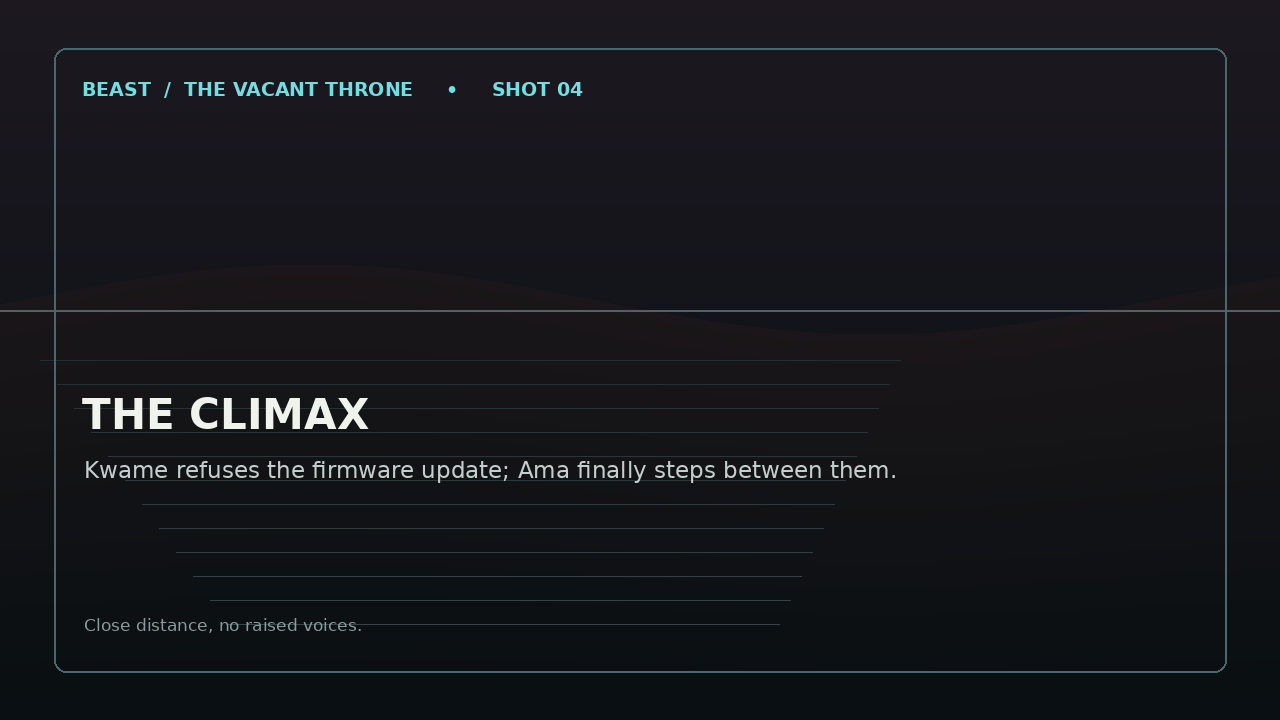 BEAST / THE VACANT THRONE • SHOT 04
THE CLIMAX
Kwame refuses the firmware update; Ama finally steps between them.
Close distance, no raised voices.